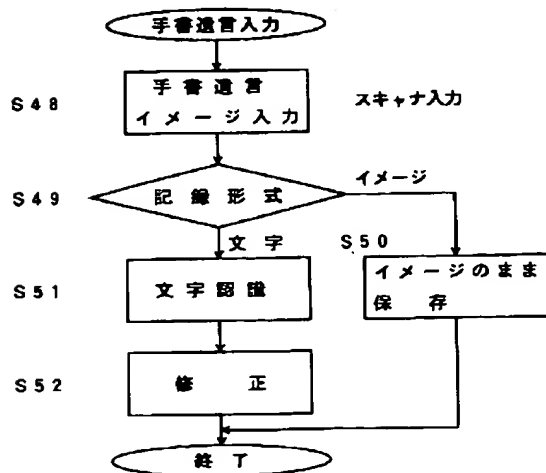 手書遺言入力
S48
手書遺言
イメージ入力
スキャナ入力
S49
記録形式
イメージ
文字
S50
イメージのまま
保存
S51
文字認識
S52
修正
終了